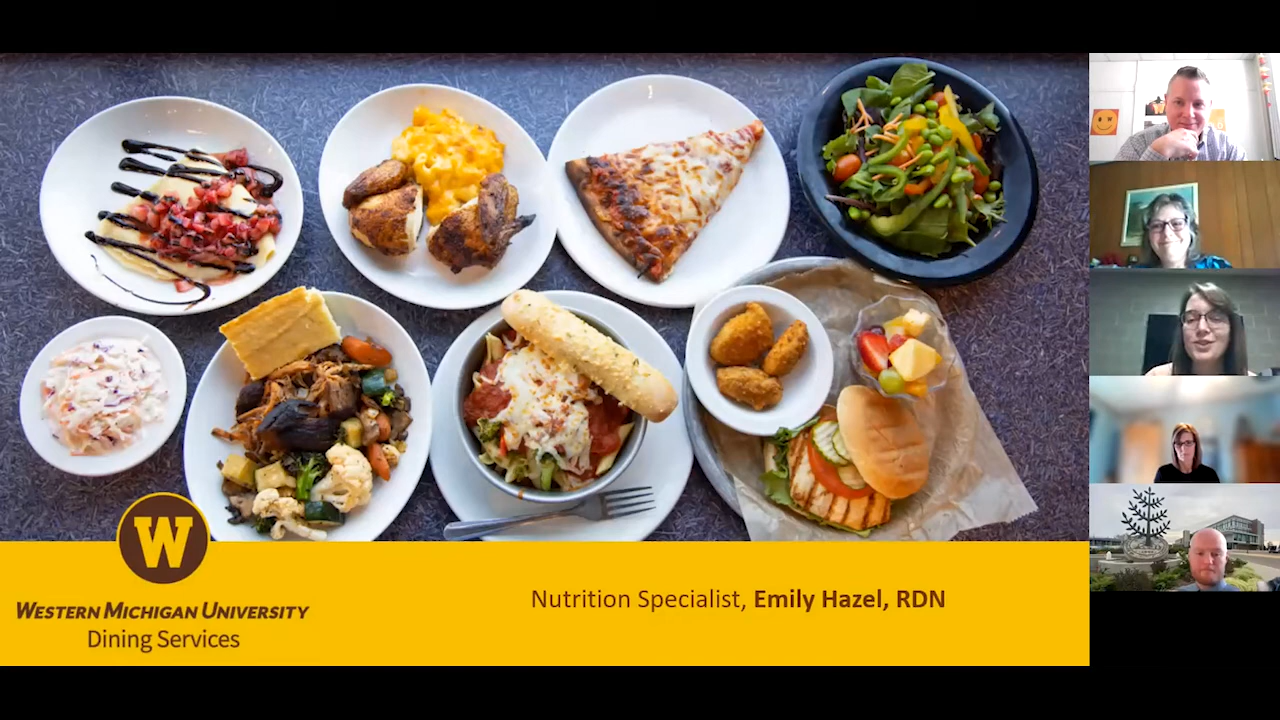 W
WESTERN MICHIGAN UNIVERSITY
Dining Services
Nutrition Specialist, Emily Hazel, RDN